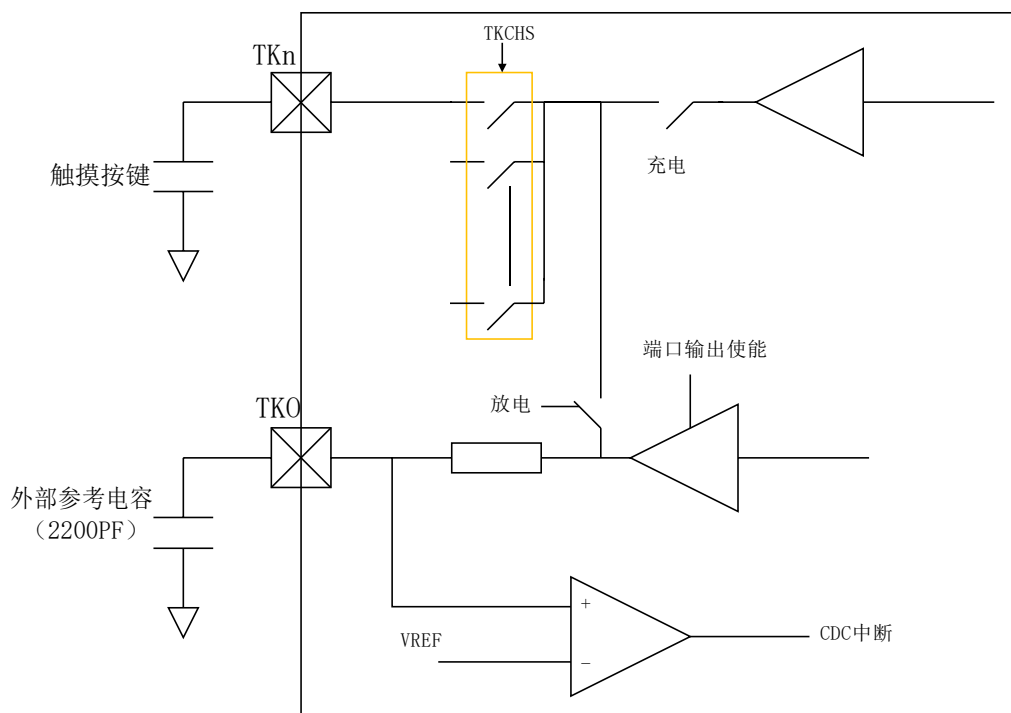 TKCHS
TKn
充电
触摸按键
端口输出使能
放电
TKO
外部参考电容
（2200PF）
+
VREF
−
CDC中断